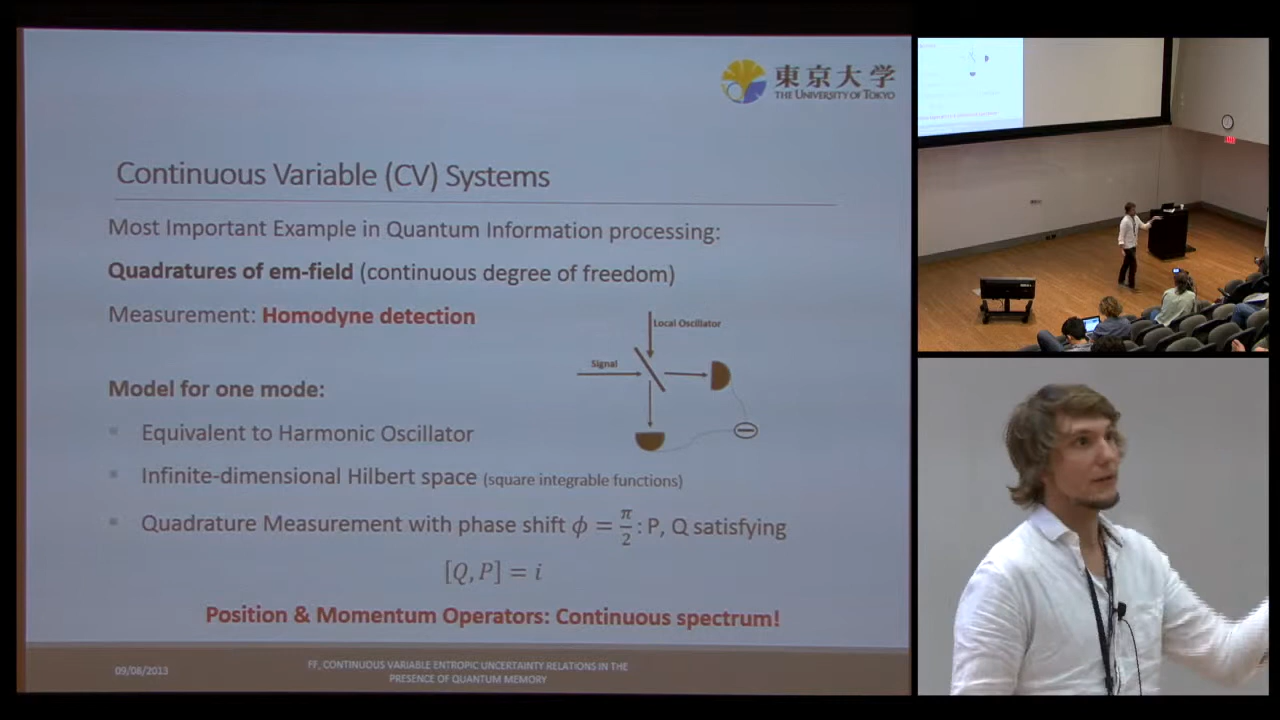 東京大学
THE UNIVERSITY OF TOKYO
Continuous Variable (CV) Systems
Most Important Example in Quantum Information processing:
Quadratures of em-field (continuous degree of freedom)
Measurement: Homodyne detection
Local Oscillator
Signal
Model for one mode:
Equivalent to Harmonic Oscillator
Infinite-dimensional Hilbert space (square integrable functions)
Quadrature Measurement with phase shift ϕ = π/2 : P, Q satisfying
[Q, P] = i
Position & Momentum Operators: Continuous spectrum!
09/08/2013
FF, CONTINUOUS VARIABLE ENTROPIC UNCERTAINTY RELATIONS IN THE
PRESENCE OF QUANTUM MEMORY